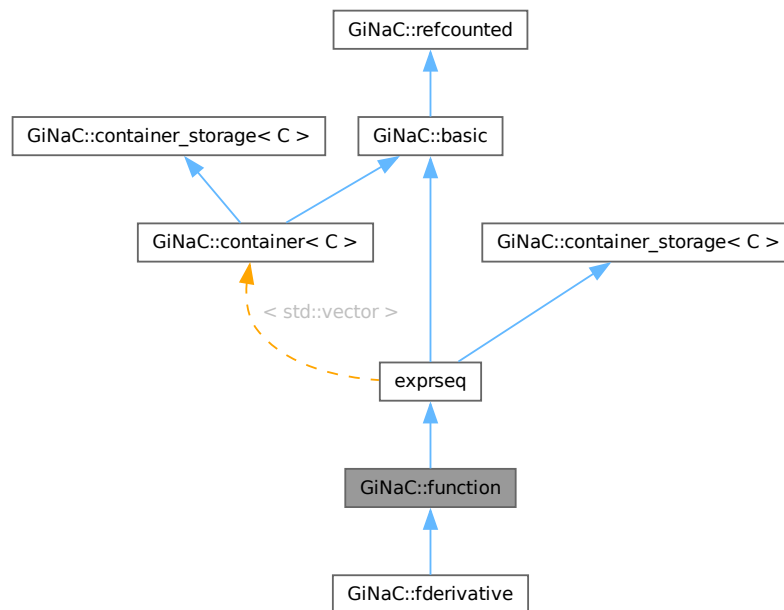 GiNaC::refcounted
GiNaC::container_storage< C >
GiNaC::basic
GiNaC::container< C >
GiNaC::container_storage< C >
< std::vector >
exprseq
GiNaC::function
GiNaC::fderivative